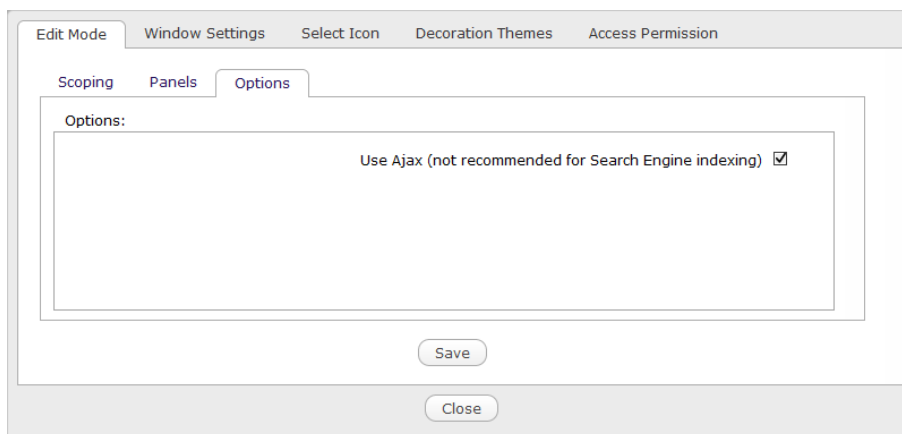 Edit Mode Window Settings Select Icon Decoration Themes Access Permission
Scoping Panels Options
Options:
Use Ajax (not recommended for Search Engine indexing)
Save
Close